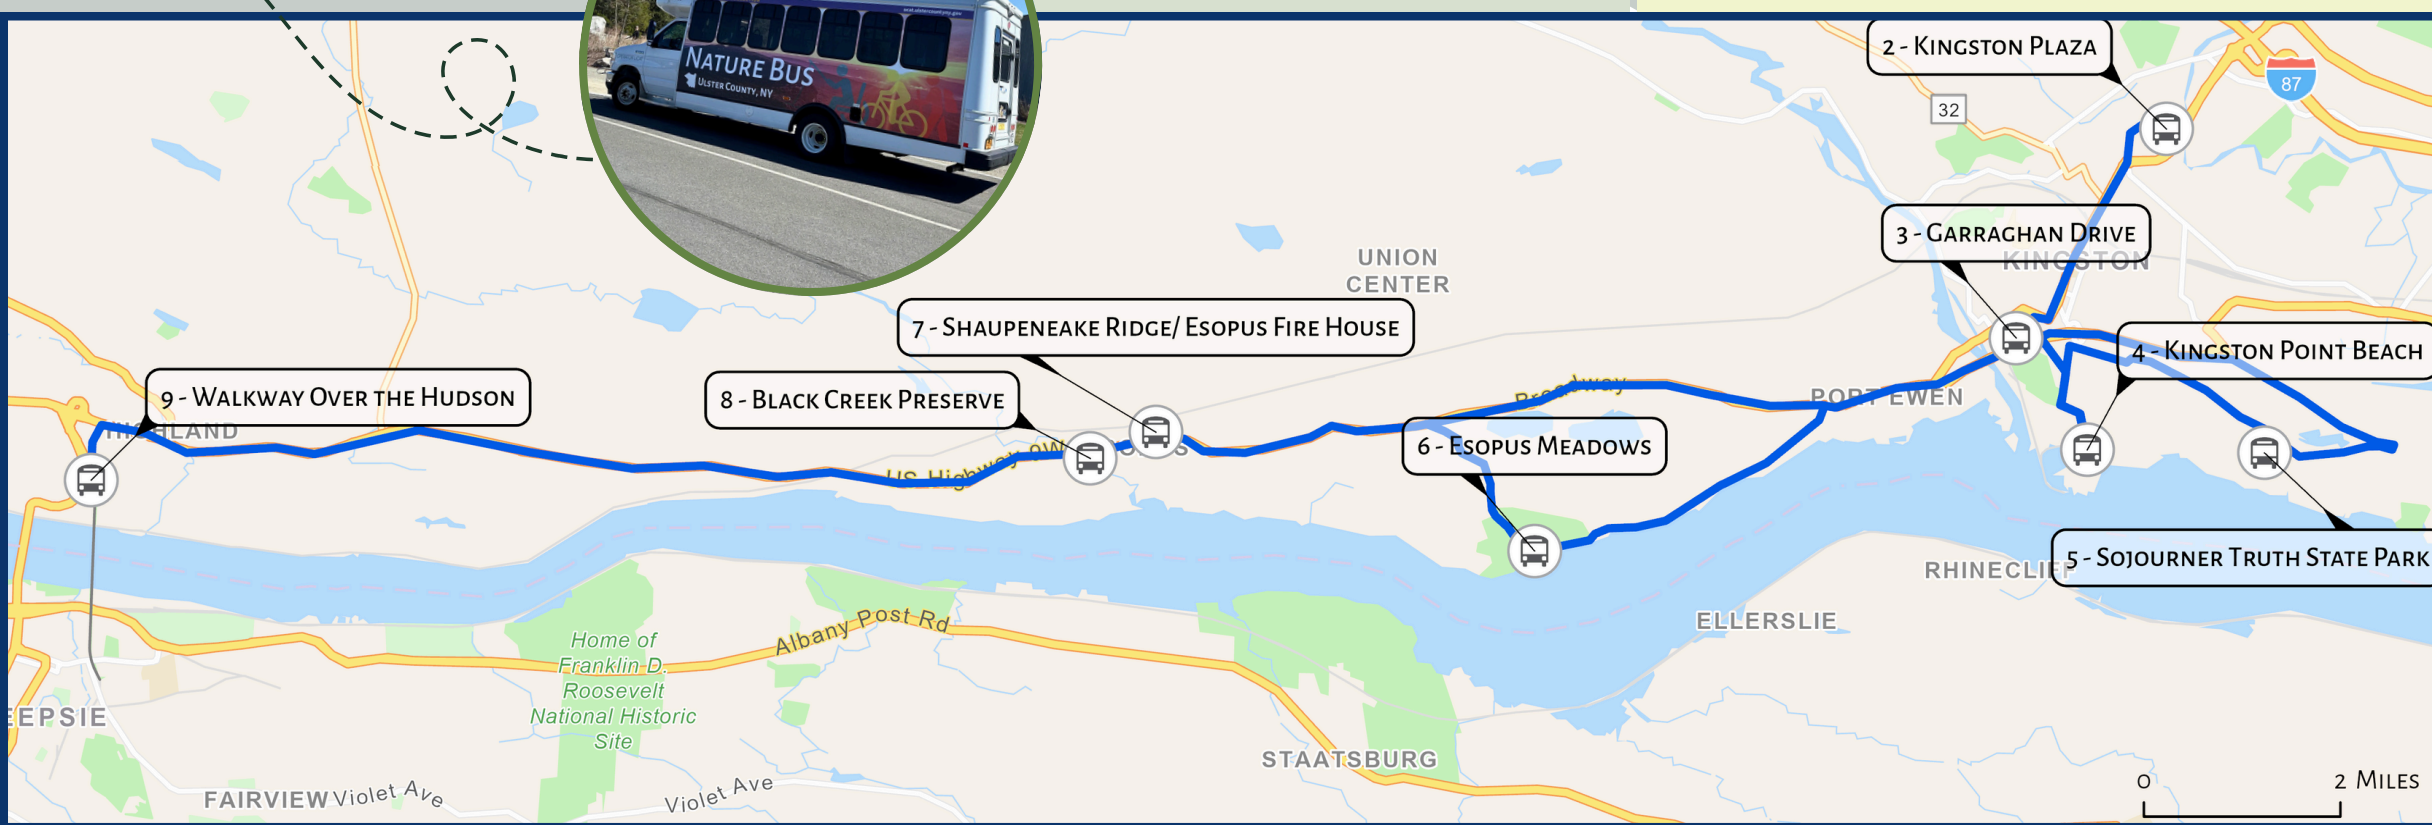 NATURE BUS
ULSTER COUNTY, NY
2 - KINGSTON PLAZA
87
32
3 - GARRAGHAN DRIVE
KINGSTON
UNION
CENTER
7 - SHAUPENEAKE RIDGE/ ESOPUS FIRE HOUSE
4 - KINGSTON POINT BEACH
9 - WALKWAY OVER THE HUDSON
8 - BLACK CREEK PRESERVE
Broadway
PORT EWEN
HIGHLAND
6 - ESOPUS MEADOWS
US Highway
5 - SOJOURNER TRUTH STATE PARK
RHINECLIFF
ELLERSLIE
Albany Post Rd
Home of
Franklin D.
Roosevelt
National Historic
Site
EEPSIE
STAATSBURG
FAIRVIEW
Violet Ave
Violet Ave
0 2 MILES